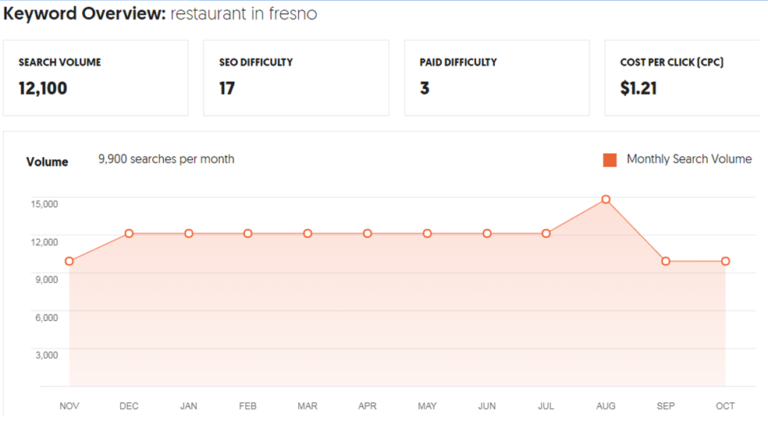 Keyword Overview: restaurant in fresno
SEARCH VOLUME
12,100
SEO DIFFICULTY
17
PAID DIFFICULTY
3
COST PER CLICK (CPC)
$1.21
Volume 9,900 searches per month
Monthly Search Volume
15,000
12,000
9,000
6,000
3,000
NOV DEC JAN FEB MAR APR MAY JUN JUL AUG SEP OCT